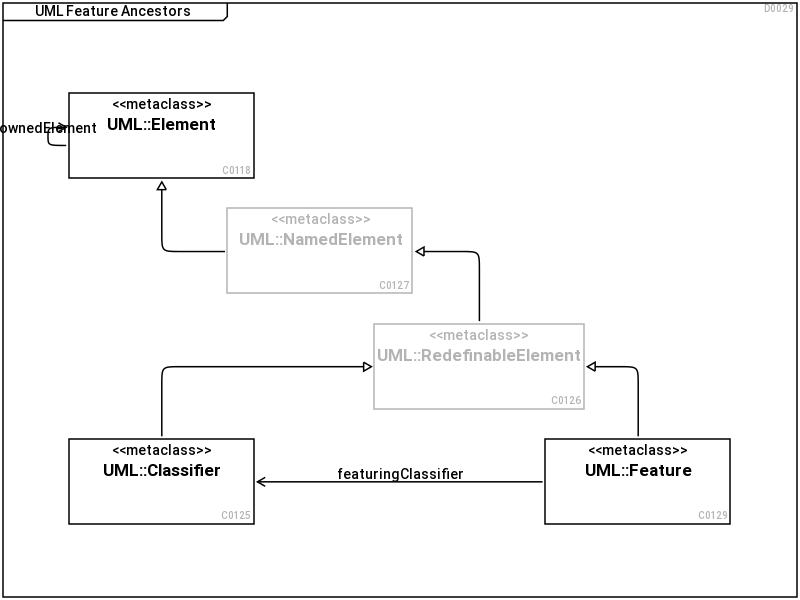 UML Feature Ancestors
D0029
<<metaclass>>
UML::Element
ownedElement
C0118
<<metaclass>>
UML::NamedElement
C0127
<<metaclass>>
UML::RedefinableElement
C0126
<<metaclass>>
UML::Classifier
C0125
featuringClassifier
<<metaclass>>
UML::Feature
C0129